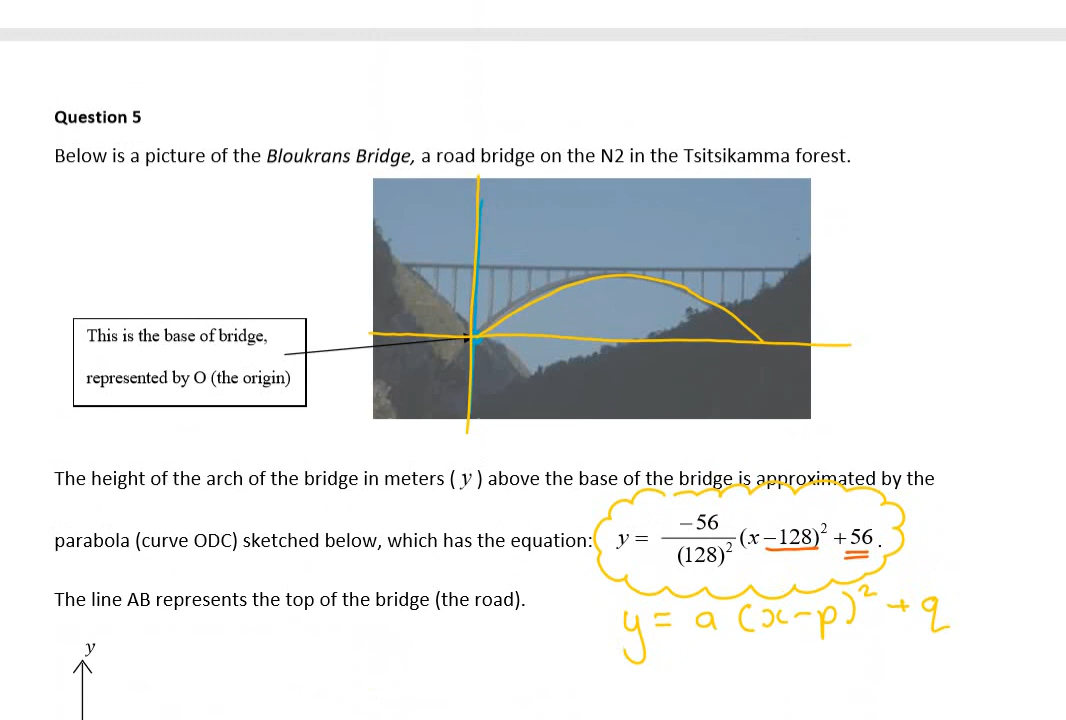 Question 5
Below is a picture of the Bloukrans Bridge, a road bridge on the N2 in the Tsitsikamma forest.
This is the base of bridge,
represented by O (the origin)
The height of the arch of the bridge in meters ( y ) above the base of the bridge is approximated by the
parabola (curve ODC) sketched below, which has the equation: y = −56/(128)² (x − 128)² + 56 .
The line AB represents the top of the bridge (the road).
y = a (x−p)² + q
y